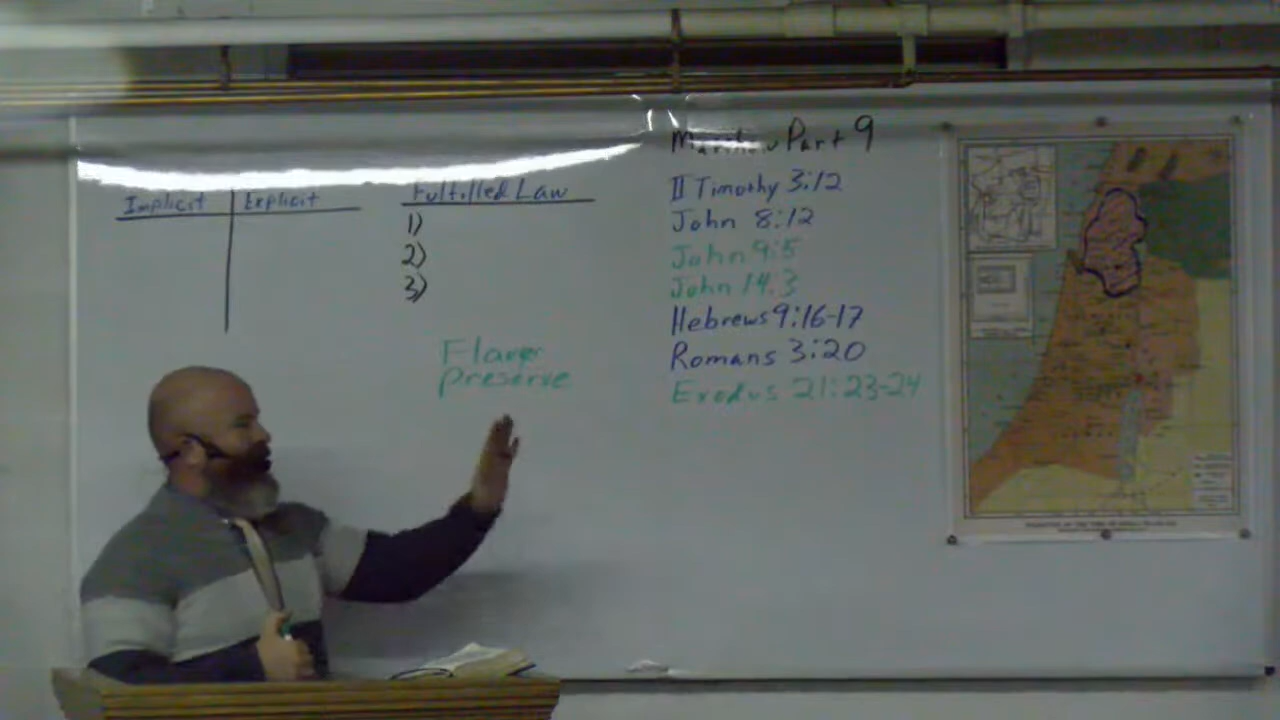 Implicit Explicit
Fulfilled Law
1)
2)
3)
Flavor
Preserve
Matthew Part 9
II Timothy 3:12
John 8:12
John 9:5
John 14:3
Hebrews 9:16-17
Romans 3:20
Exodus 21:23-24